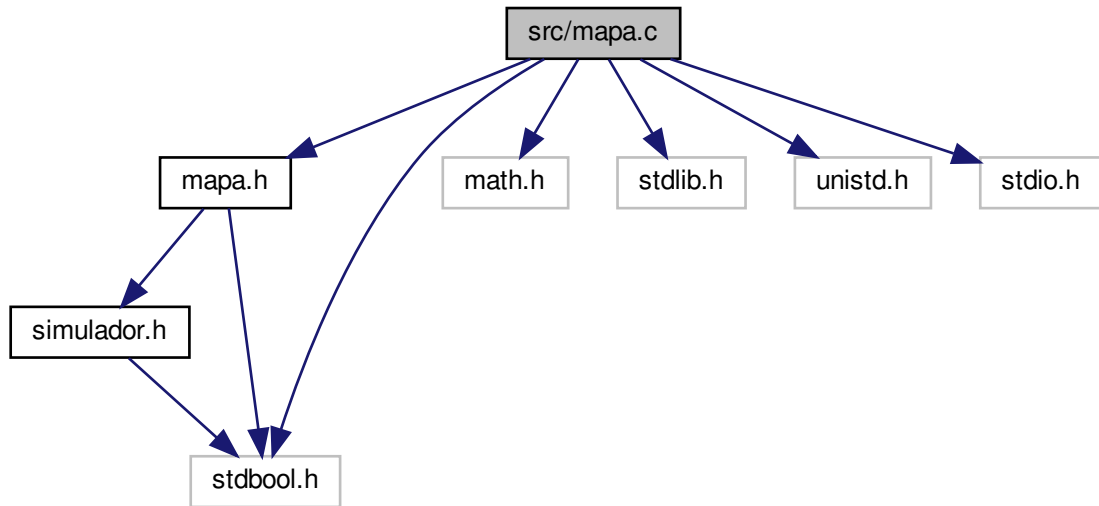 src/mapa.c
mapa.h
math.h
stdlib.h
unistd.h
stdio.h
simulador.h
stdbool.h